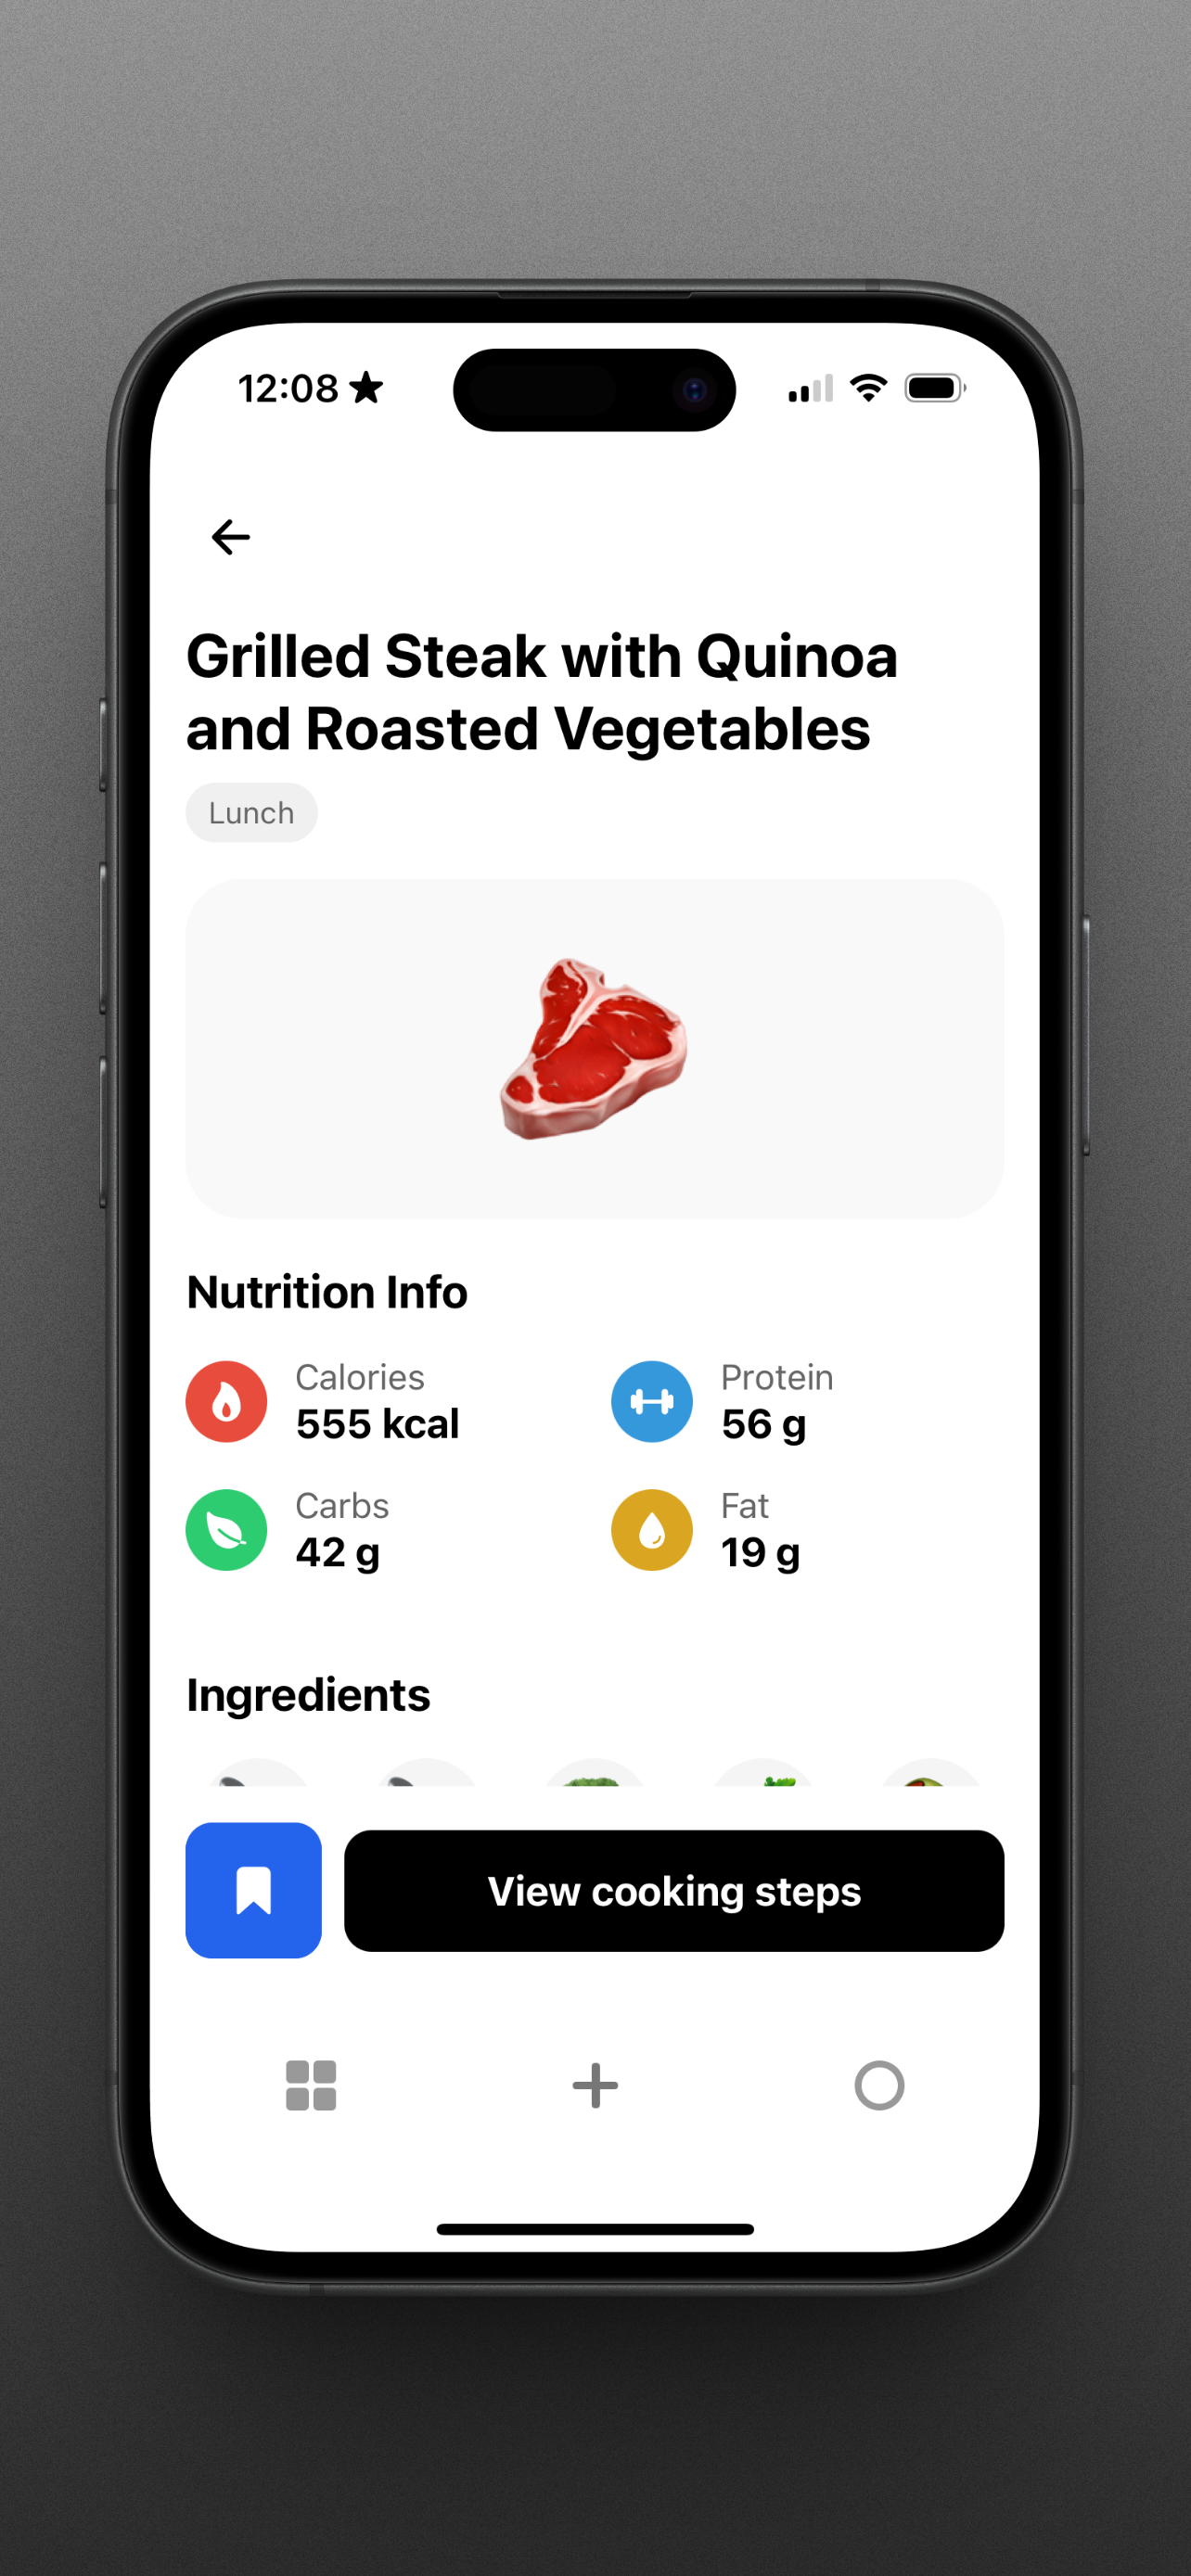 12:08
Grilled Steak with Quinoa
and Roasted Vegetables
Lunch
Nutrition Info
Calories
555 kcal
Protein
56 g
Carbs
42 g
Fat
19 g
Ingredients
View cooking steps